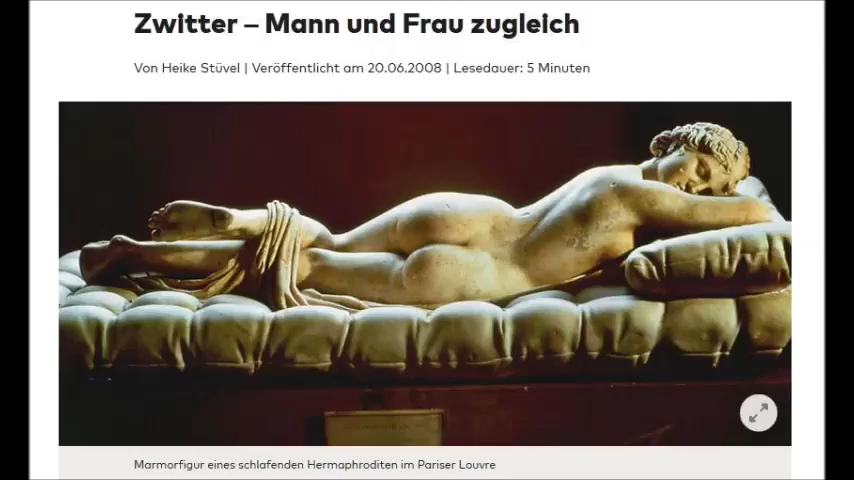 Zwitter – Mann und Frau zugleich
Von Heike Stüvel | Veröffentlicht am 20.06.2008 | Lesedauer: 5 Minuten
Marmorfigur eines schlafenden Hermaphroditen im Pariser Louvre